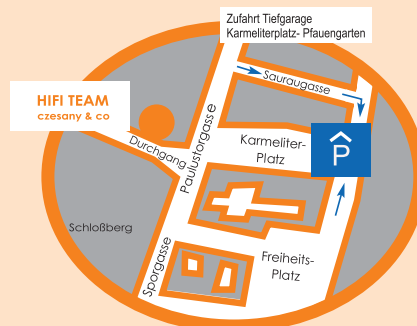 Zufahrt Tiefgarage
Karmeliterplatz- Pfauengarten
Sauraugasse
HIFI TEAM
czesany & co
Durchgang
Paulustorgasse
Karmeliter-
Platz
P
Schloßberg
Sporgasse
Freiheits-
Platz